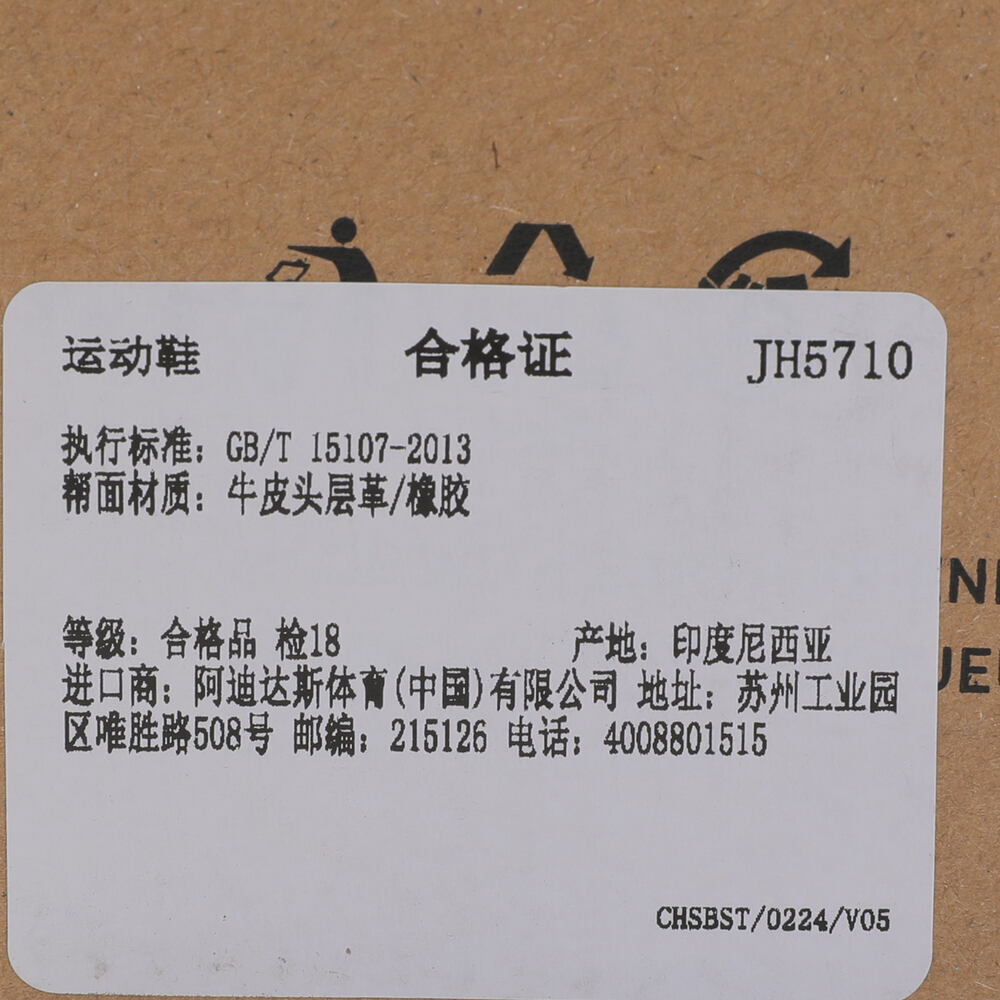 运动鞋 合格证 JH5710
执行标准：GB/T 15107-2013
帮面材质：牛皮头层革/橡胶
等级：合格品 检18 产地：印度尼西亚
进口商：阿迪达斯体育(中国)有限公司 地址：苏州工业园
区唯胜路508号 邮编：215126 电话：4008801515
CHSBST/0224/V05